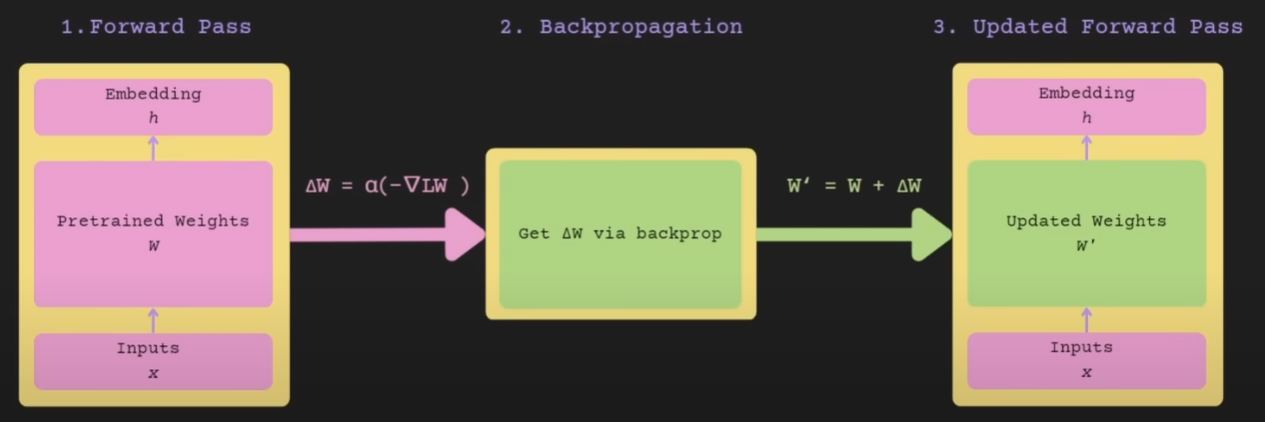 1.Forward Pass
Embedding
h
Pretrained Weights
W
Inputs
x
ΔW = α(-∇LW )
2. Backpropagation
Get ΔW via backprop
W‘ = W + ΔW
3. Updated Forward Pass
Embedding
h
Updated Weights
W’
Inputs
x